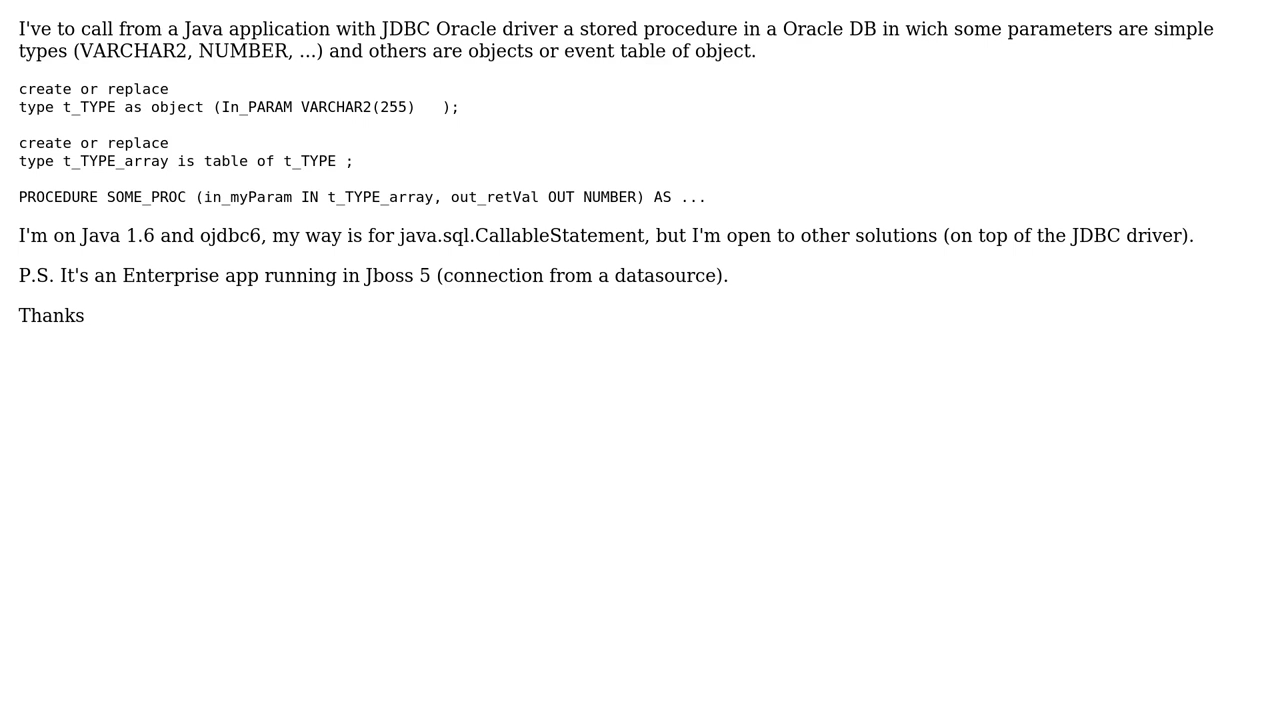 I've to call from a Java application with JDBC Oracle driver a stored procedure in a Oracle DB in wich some parameters are simple
types (VARCHAR2, NUMBER, ...) and others are objects or event table of object.
create or replace
type t_TYPE as object (In_PARAM VARCHAR2(255)   );
create or replace
type t_TYPE_array is table of t_TYPE ;
PROCEDURE SOME_PROC (in_myParam IN t_TYPE_array, out_retVal OUT NUMBER) AS ...
I'm on Java 1.6 and ojdbc6, my way is for java.sql.CallableStatement, but I'm open to other solutions (on top of the JDBC driver).
P.S. It's an Enterprise app running in Jboss 5 (connection from a datasource).
Thanks